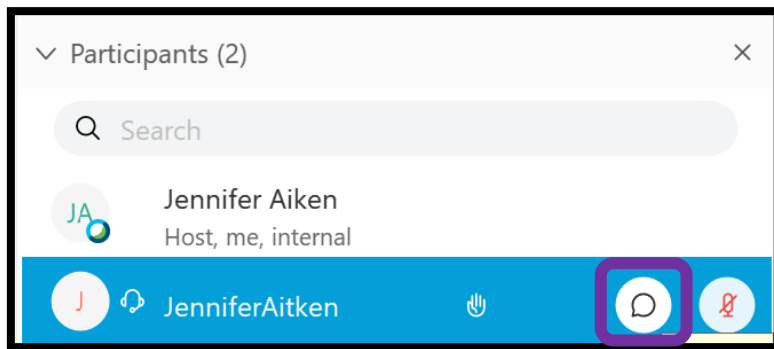 Participants (2)
Search
JA
Jennifer Aiken
Host, me, internal
J
JenniferAitken